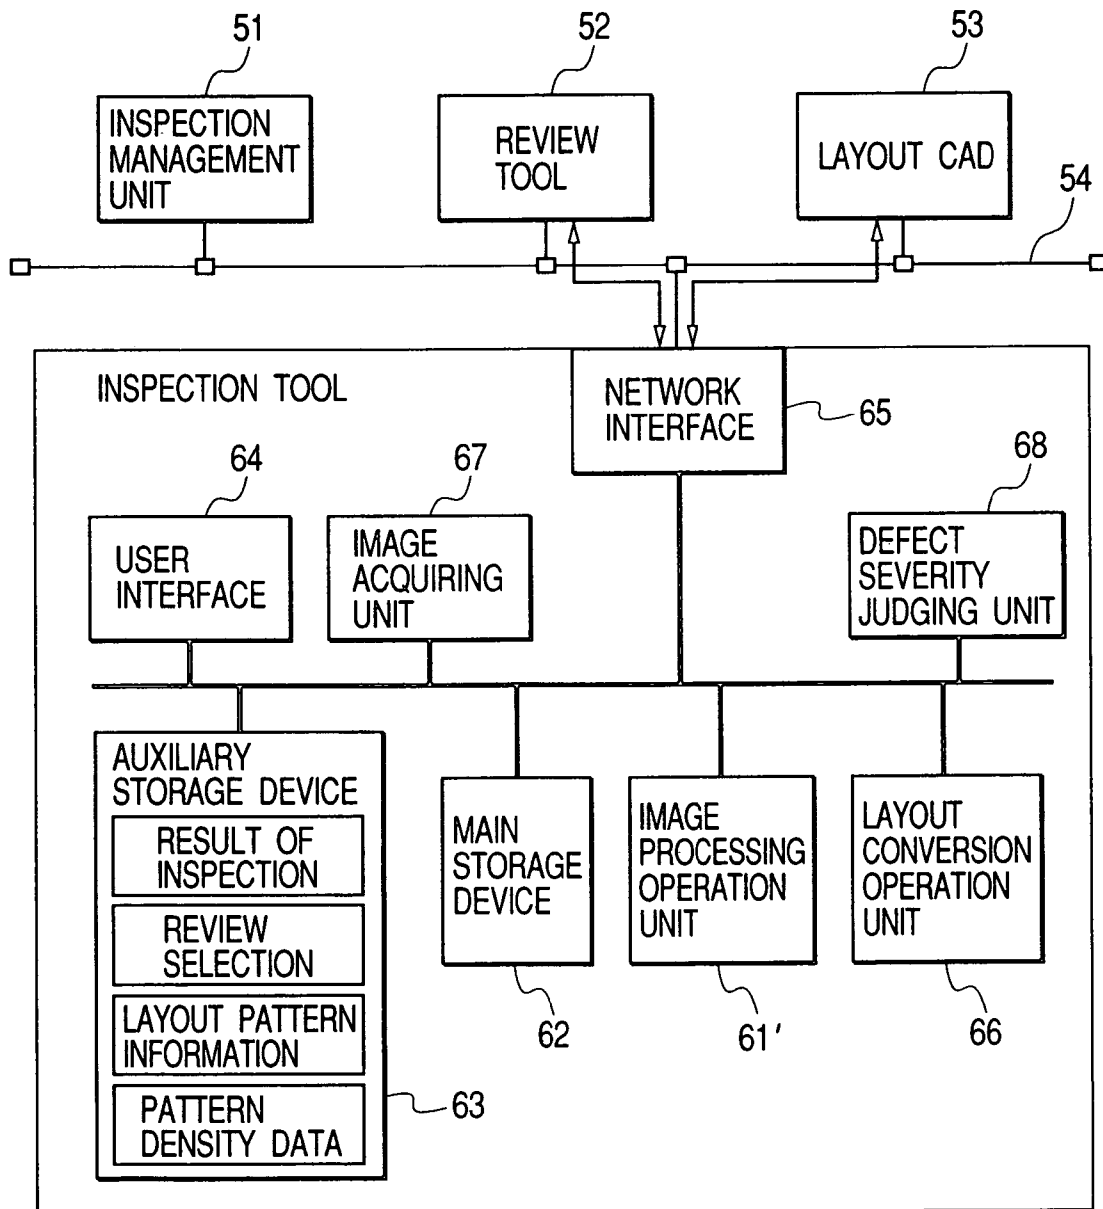 51
52
53
INSPECTION
MANAGEMENT
UNIT
REVIEW
TOOL
LAYOUT CAD
54
INSPECTION TOOL
NETWORK
INTERFACE
65
64
67
68
USER
INTERFACE
IMAGE
ACQUIRING
UNIT
DEFECT
SEVERITY
JUDGING UNIT
AUXILIARY
STORAGE DEVICE
RESULT OF
INSPECTION
REVIEW
SELECTION
LAYOUT PATTERN
INFORMATION
PATTERN
DENSITY DATA
63
MAIN
STORAGE
DEVICE
62
IMAGE
PROCESSING
OPERATION
UNIT
61'
LAYOUT
CONVERSION
OPERATION
UNIT
66